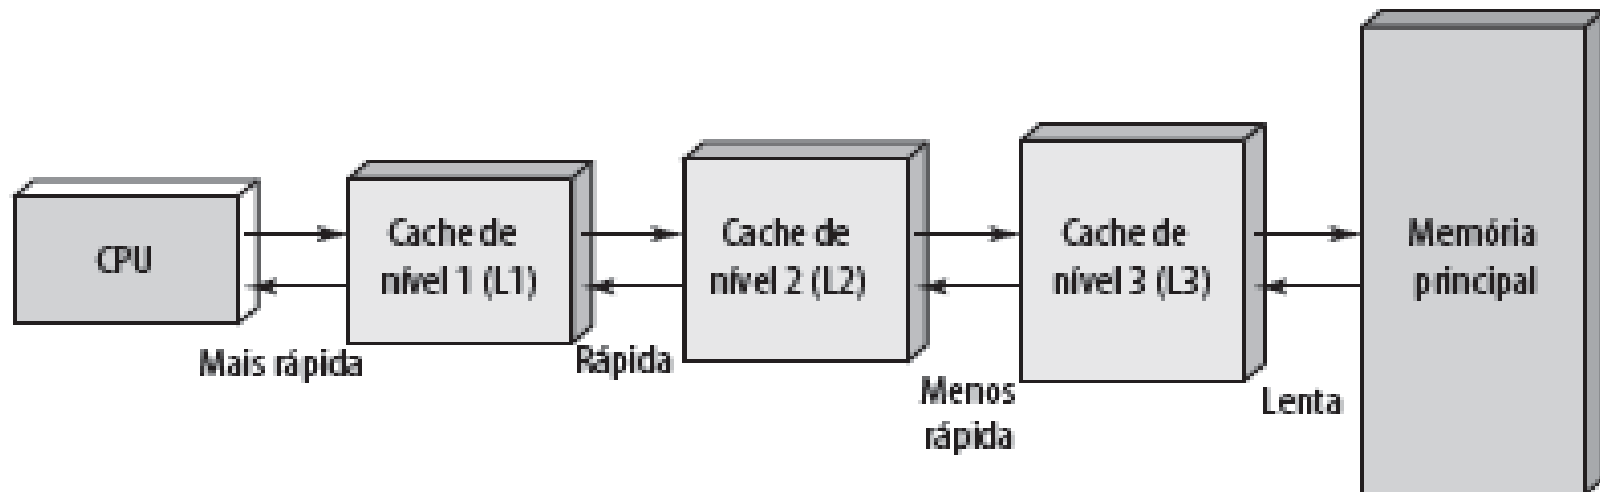 CPU
Cache de
nível 1 (L1)
Cache de
nível 2 (L2)
Cache de
nível 3 (L3)
Memória
principal
Mais rápida
Rápida
Menos
rápida
Lenta